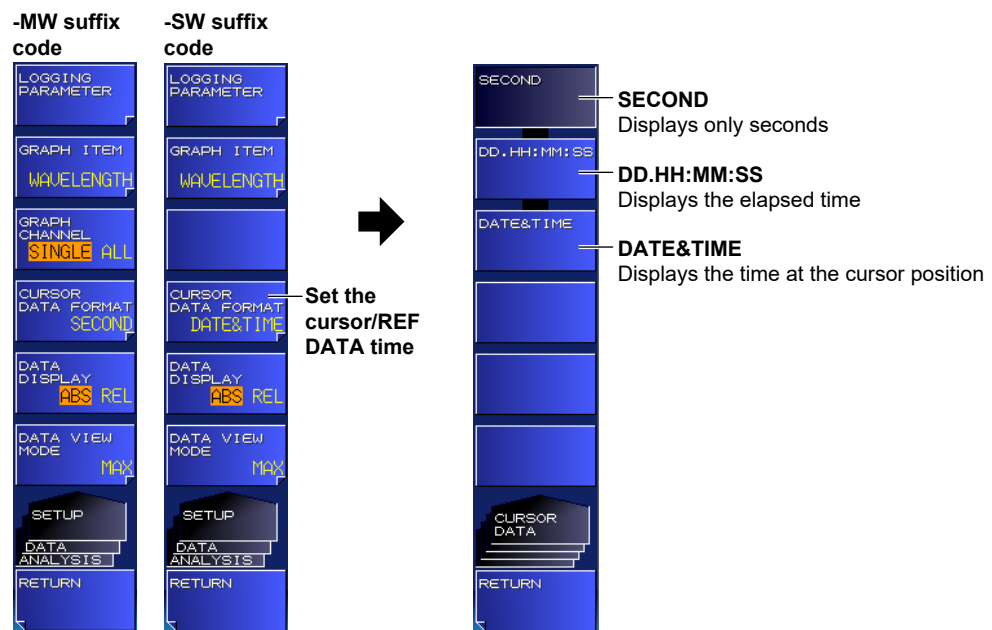 -MW suffix
code
LOGGING
PARAMETER
GRAPH ITEM
WAVELENGTH
GRAPH
CHANNEL
SINGLE ALL
CURSOR
DATA FORMAT
SECOND
DATA
DISPLAY
ABS REL
DATA VIEW
MODE
MAX
SETUP
DATA
ANALYSIS
RETURN
-SW suffix
code
LOGGING
PARAMETER
GRAPH ITEM
WAVELENGTH
CURSOR
DATA FORMAT
DATE&TIME
DATA
DISPLAY
ABS REL
DATA VIEW
MODE
MAX
SETUP
DATA
ANALYSIS
RETURN
Set the
cursor/REF
DATA time
SECOND
DD.HH:MM:SS
DATE&TIME
CURSOR
DATA
RETURN
SECOND
Displays only seconds
DD.HH:MM:SS
Displays the elapsed time
DATE&TIME
Displays the time at the cursor position